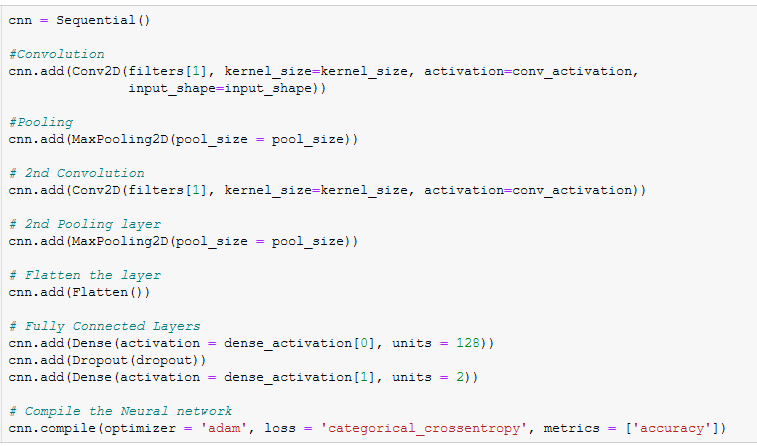 cnn = Sequential()
#Convolution
cnn.add(Conv2D(filters[1], kernel_size=kernel_size, activation=conv_activation,
input_shape=input_shape))
#Pooling
cnn.add(MaxPooling2D(pool_size = pool_size))
# 2nd Convolution
cnn.add(Conv2D(filters[1], kernel_size=kernel_size, activation=conv_activation))
# 2nd Pooling layer
cnn.add(MaxPooling2D(pool_size = pool_size))
# Flatten the layer
cnn.add(Flatten())
# Fully Connected Layers
cnn.add(Dense(activation = dense_activation[0], units = 128))
cnn.add(Dropout(dropout))
cnn.add(Dense(activation = dense_activation[1], units = 2))
# Compile the Neural network
cnn.compile(optimizer = 'adam', loss = 'categorical_crossentropy', metrics = ['accuracy'])